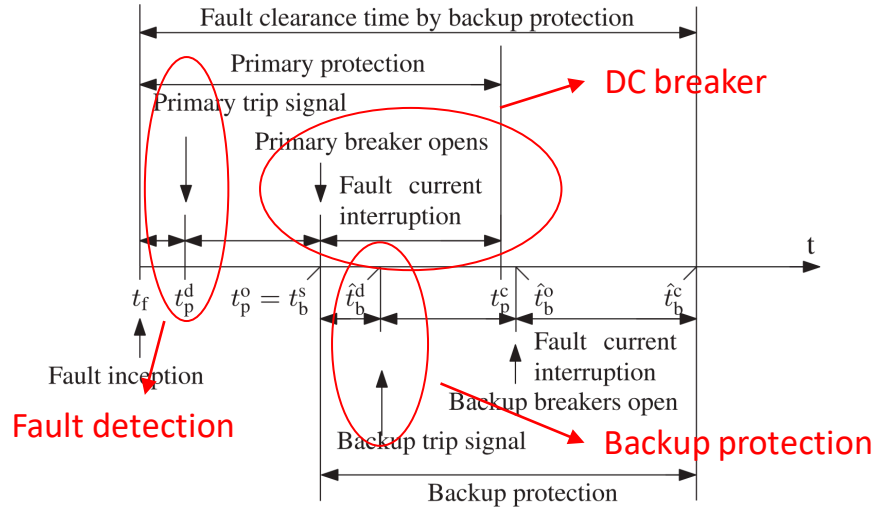 Fault clearance time by backup protection
Primary protection
DC breaker
Primary trip signal
Primary breaker opens
Fault current
interruption
t
t_f t_p^d t_p^o = t_b^s t̂_b^d t_p^c t̂_b^o t̂_b^c
Fault inception
Fault current
interruption
Backup breakers open
Fault detection
Backup trip signal
Backup protection
Backup protection